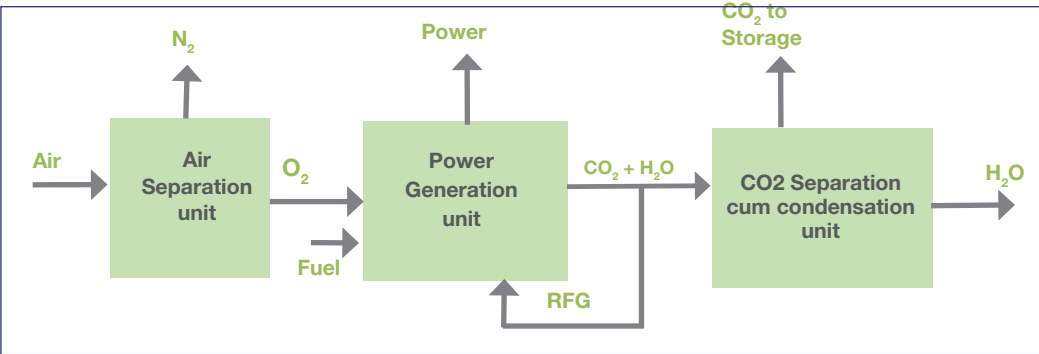 N₂
Power
CO₂ to
Storage
Air
Air
Separation
unit
O₂
Fuel
Power
Generation
unit
CO₂ + H₂O
RFG
CO2 Separation
cum condensation
unit
H₂O